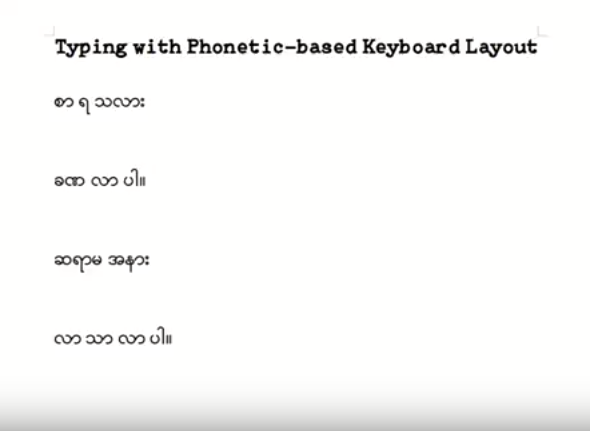 Typing with Phonetic-based Keyboard Layout
စာ ရ သလား
ခဏ လာ ပါ။
ဆရာမ အနား
လာ သာ လာ ပါ။